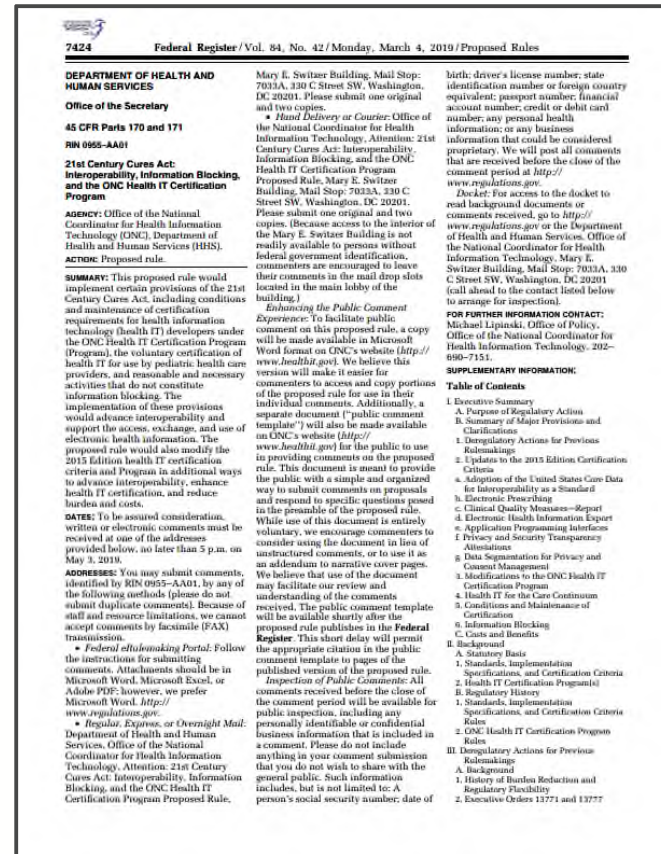 7424 Federal Register / Vol. 84, No. 42 / Monday, March 4, 2019 / Proposed Rules
DEPARTMENT OF HEALTH AND
HUMAN SERVICES
Office of the Secretary
45 CFR Parts 170 and 171
RIN 0955–AA01
21st Century Cures Act:
Interoperability, Information Blocking,
and the ONC Health IT Certification
Program
AGENCY: Office of the National
Coordinator for Health Information
Technology (ONC), Department of
Health and Human Services (HHS).
ACTION: Proposed rule.
SUMMARY: This proposed rule would
implement certain provisions of the 21st
Century Cures Act, including conditions
and maintenance of certification
requirements for health information
technology (health IT) developers under
the ONC Health IT Certification Program
(Program), the voluntary certification of
health IT for use by pediatric health care
providers, and reasonable and necessary
activities that do not constitute
information blocking. The
implementation of these provisions
would advance interoperability and
support the access, exchange, and use of
electronic health information. The
proposed rule would also modify the
2015 Edition health IT certification
criteria and Program in additional ways
to advance interoperability, enhance
health IT certification, and reduce
burden and costs.
DATES: To be assured consideration,
written or electronic comments must be
received at one of the addresses
provided below, no later than 5 p.m. on
May 3, 2019.
ADDRESSES: You may submit comments,
identified by RIN 0955–AA01, by any of
the following methods (please do not
submit duplicate comments). Because of
staff and resource limitations, we cannot
accept comments by facsimile (FAX)
transmission.
• Federal eRulemaking Portal: Follow
the instructions for submitting
comments. Attachments should be in
Microsoft Word, Microsoft Excel, or
Adobe PDF; however, we prefer
Microsoft Word. http://
www.regulations.gov.
• Regular, Express, or Overnight Mail:
Department of Health and Human
Services, Office of the National
Coordinator for Health Information
Technology, Attention: 21st Century
Cures Act: Interoperability, Information
Blocking, and the ONC Health IT
Certification Program Proposed Rule,
Mary E. Switzer Building, Mail Stop:
7033A, 330 C Street SW, Washington,
DC 20201. Please submit one original
and two copies.
• Hand Delivery or Courier: Office of
the National Coordinator for Health
Information Technology, Attention: 21st
Century Cures Act: Interoperability,
Information Blocking, and the ONC
Health IT Certification Program
Proposed Rule, Mary E. Switzer
Building, Mail Stop: 7033A, 330 C
Street SW, Washington, DC 20201.
Please submit one original and two
copies. (Because access to the interior of
the Mary E. Switzer Building is not
readily available to persons without
federal government identification,
commenters are encouraged to leave
their comments in the mail drop slots
located in the main lobby of the
building.)
Enhancing the Public Comment
Experience: To facilitate public
comment on this proposed rule, a copy
will be made available in Microsoft
Word format on ONC's website (http://
www.healthit.gov). We believe this
version will make it easier for
commenters to access and copy portions
of the proposed rule for use in their
individual comments. Additionally, a
separate document ("public comment
template") will also be made available
on ONC's website (http://
www.healthit.gov) for the public to use
in providing comments on the proposed
rule. This document is meant to provide
the public with a simple and organized
way to submit comments on proposals
and respond to specific questions posed
in the preamble of the proposed rule.
While use of this document is entirely
voluntary, we encourage commenters to
consider using the document in lieu of
unstructured comments, or to use it as
an addendum to narrative cover pages.
We believe that use of the document
may facilitate our review and
understanding of the comments
received. The public comment template
will be available shortly after the
proposed rule publishes in the Federal
Register. This short delay will permit
the appropriate citation in the public
comment template to pages of the
published version of the proposed rule.
Inspection of Public Comments: All
comments received before the close of
the comment period will be available for
public inspection, including any
personally identifiable or confidential
business information that is included in
a comment. Please do not include
anything in your comment submission
that you do not wish to share with the
general public. Such information
includes, but is not limited to: A
person's social security number; date of
birth; driver's license number; state
identification number or foreign country
equivalent; passport number; financial
account number; credit or debit card
number; any personal health
information; or any business
information that could be considered
proprietary. We will post all comments
that are received before the close of the
comment period at http://
www.regulations.gov.
Docket: For access to the docket to
read background documents or
comments received, go to http://
www.regulations.gov or the Department
of Health and Human Services, Office of
the National Coordinator for Health
Information Technology, Mary E.
Switzer Building, Mail Stop: 7033A, 330
C Street SW, Washington, DC 20201
(call ahead to the contact listed below
to arrange for inspection).
FOR FURTHER INFORMATION CONTACT:
Michael Lipinski, Office of Policy,
Office of the National Coordinator for
Health Information Technology, 202–
690–7151.
SUPPLEMENTARY INFORMATION:
Table of Contents
I. Executive Summary
A. Purpose of Regulatory Action
B. Summary of Major Provisions and
Clarifications
1. Deregulatory Actions for Previous
Rulemakings
2. Updates to the 2015 Edition Certification
Criteria
a. Adoption of the United States Core Data
for Interoperability as a Standard
b. Electronic Prescribing
c. Clinical Quality Measures—Report
d. Electronic Health Information Export
e. Application Programming Interfaces
f. Privacy and Security Transparency
Attestations
g. Data Segmentation for Privacy and
Consent Management
3. Modifications to the ONC Health IT
Certification Program
4. Health IT for the Care Continuum
5. Conditions and Maintenance of
Certification
6. Information Blocking
C. Costs and Benefits
II. Background
A. Statutory Basis
1. Standards, Implementation
Specifications, and Certification Criteria
2. Health IT Certification Program(s)
B. Regulatory History
1. Standards, Implementation
Specifications, and Certification Criteria
Rules
2. ONC Health IT Certification Program
Rules
III. Deregulatory Actions for Previous
Rulemakings
A. Background
1. History of Burden Reduction and
Regulatory Flexibility
2. Executive Orders 13771 and 13777